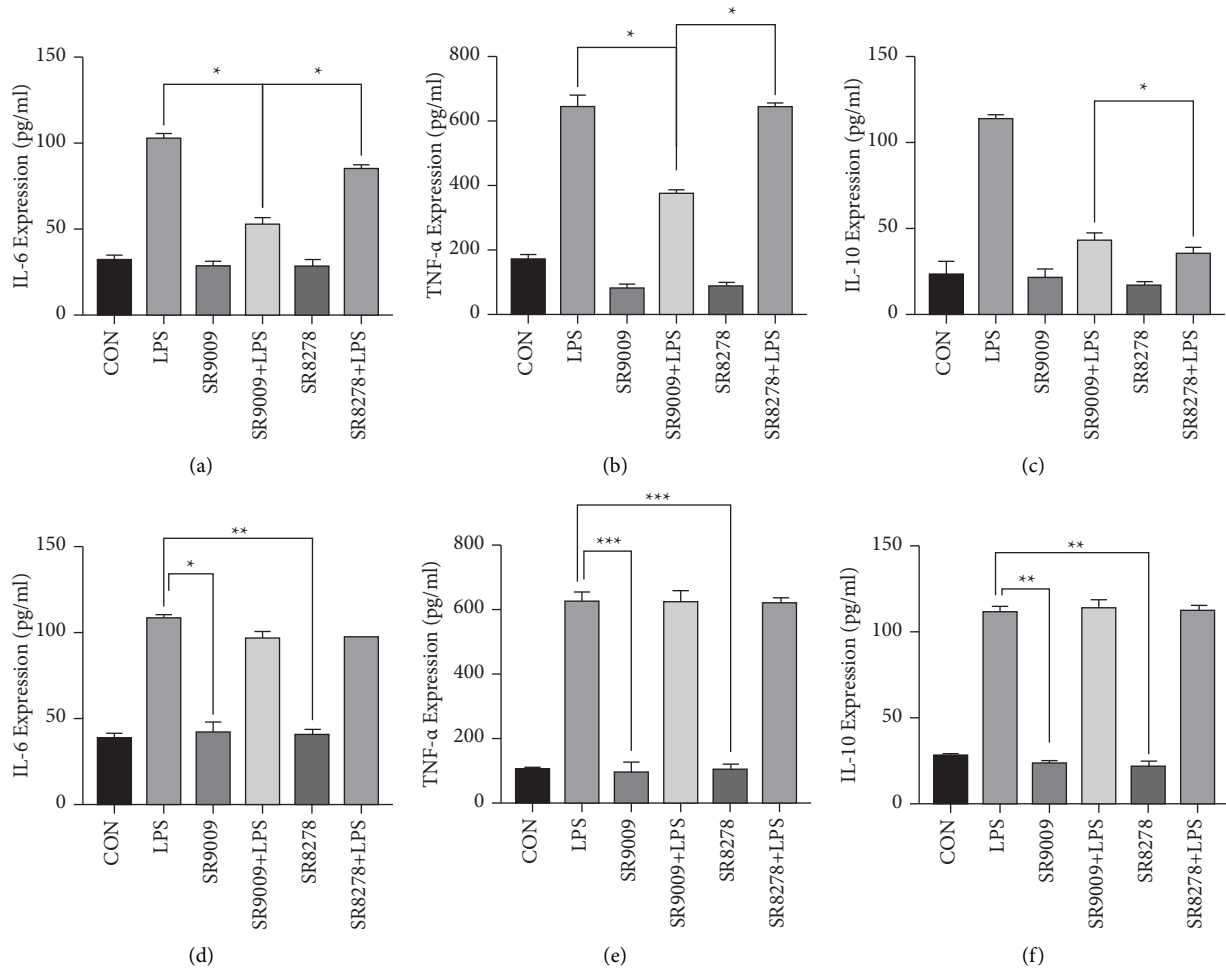 IL-6 Expression (pg/ml)
150
100
50
0
*
*
CON
LPS
SR9009
SR9009+LPS
SR8278
SR8278+LPS
(a)
TNF-α Expression (pg/ml)
800
600
400
200
0
*
*
CON
LPS
SR9009
SR9009+LPS
SR8278
SR8278+LPS
(b)
IL-10 Expression (pg/ml)
150
100
50
0
*
CON
LPS
SR9009
SR9009+LPS
SR8278
SR8278+LPS
(c)
IL-6 Expression (pg/ml)
150
100
50
0
**
*
CON
LPS
SR9009
SR9009+LPS
SR8278
SR8278+LPS
(d)
TNF-α Expression (pg/ml)
800
600
400
200
0
***
***
CON
LPS
SR9009
SR9009+LPS
SR8278
SR8278+LPS
(e)
IL-10 Expression (pg/ml)
150
100
50
0
**
**
CON
LPS
SR9009
SR9009+LPS
SR8278
SR8278+LPS
(f)